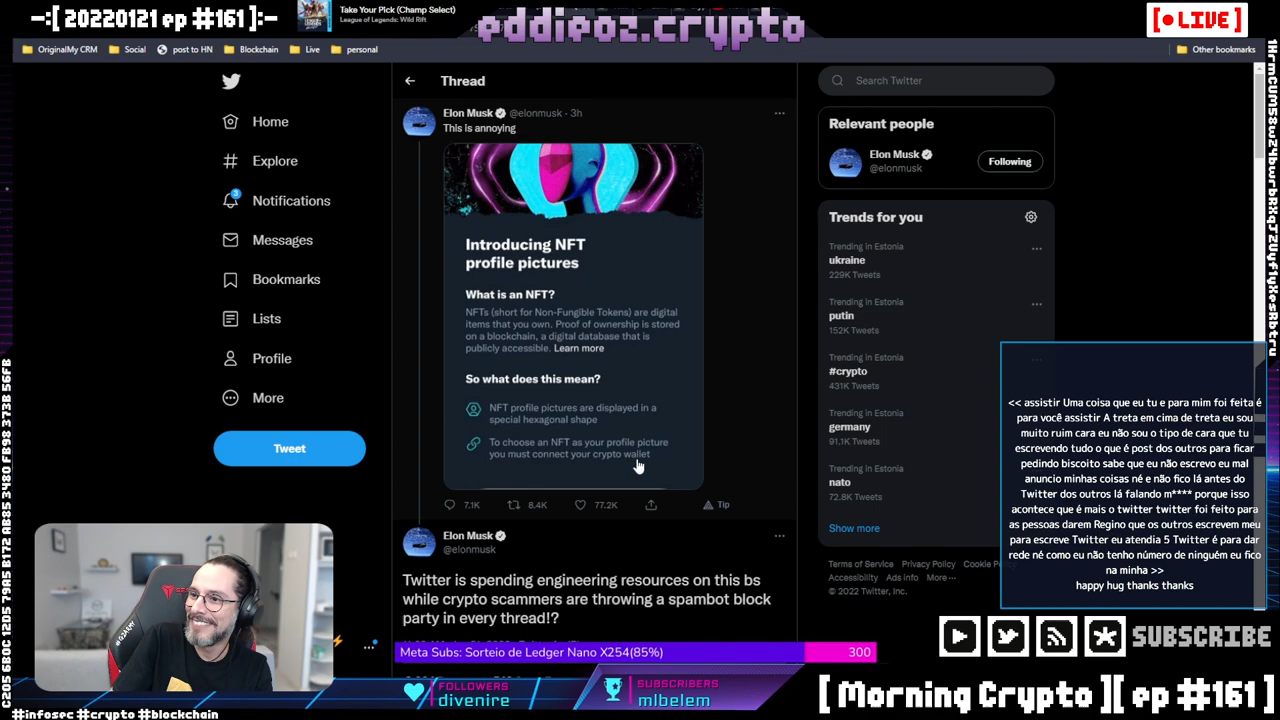 -:[ 20220121 ep #161 ]:-
Take Your Pick (Champ Select)
League of Legends: Wild Rift
eddieoz.crypto
[ LIVE ]
OriginalMy CRM
Social
post to HN
Blockchain
Live
personal
Other bookmarks
Home
Explore
3
Notifications
Messages
Bookmarks
Lists
Profile
More
Tweet
Thread
Elon Musk @elonmusk · 3h
This is annoying
Introducing NFT
profile pictures
What is an NFT?
NFTs (short for Non-Fungible Tokens) are digital
items that you own. Proof of ownership is stored
on a blockchain, a digital database that is
publicly accessible. Learn more
So what does this mean?
NFT profile pictures are displayed in a
special hexagonal shape
To choose an NFT as your profile picture
you must connect your crypto wallet
7.1K
8.4K
77.2K
Tip
Elon Musk
@elonmusk
Twitter is spending engineering resources on this bs
while crypto scammers are throwing a spambot block
party in every thread!?
Search Twitter
Relevant people
Elon Musk
@elonmusk
Following
Trends for you
Trending in Estonia
ukraine
229K Tweets
Trending in Estonia
putin
152K Tweets
Trending in Estonia
#crypto
431K Tweets
Trending in Estonia
germany
91.1K Tweets
Trending in Estonia
nato
72.8K Tweets
Show more
Terms of Service Privacy Policy Cookie
Accessibility Ads info More
© 2022 Twitter, Inc.
<< assistir Uma coisa que eu tu e para mim foi feita é
para você assistir A treta em cima de treta eu sou
muito ruim cara eu não sou o tipo de cara que tu
escrevendo tudo o que é post dos outros para ficar
pedindo biscoito sabe que eu não escrevo eu mal
anuncio minhas coisas né e não fico lá antes do
Twitter dos outros lá falando m**** porque isso
acontece que é mais o twitter twitter foi feito para
as pessoas darem Regino que os outros escrevem meu
para escreve Twitter eu atendia 5 Twitter é para dar
rede né como eu não tenho número de ninguém eu fico
na minha >>
happy hug thanks thanks
SUBSCRIBE
Meta Subs: Sorteio de Ledger Nano X254(85%)
300
FOLLOWERS
divenire
SUBSCRIBERS
mlbelem
[ Morning Crypto ][ ep #161 ]
#infosec #crypto #blockchain